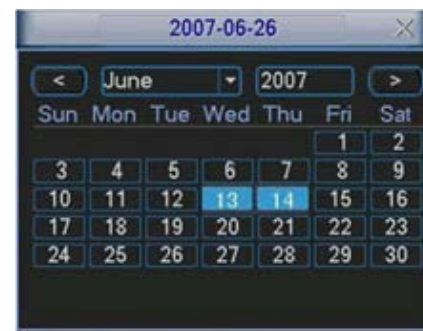 2007-06-26
< June 2007 >
Sun Mon Tue Wed Thu Fri Sat
1 2
3 4 5 6 7 8 9
10 11 12 13 14 15 16
17 18 19 20 21 22 23
24 25 26 27 28 29 30